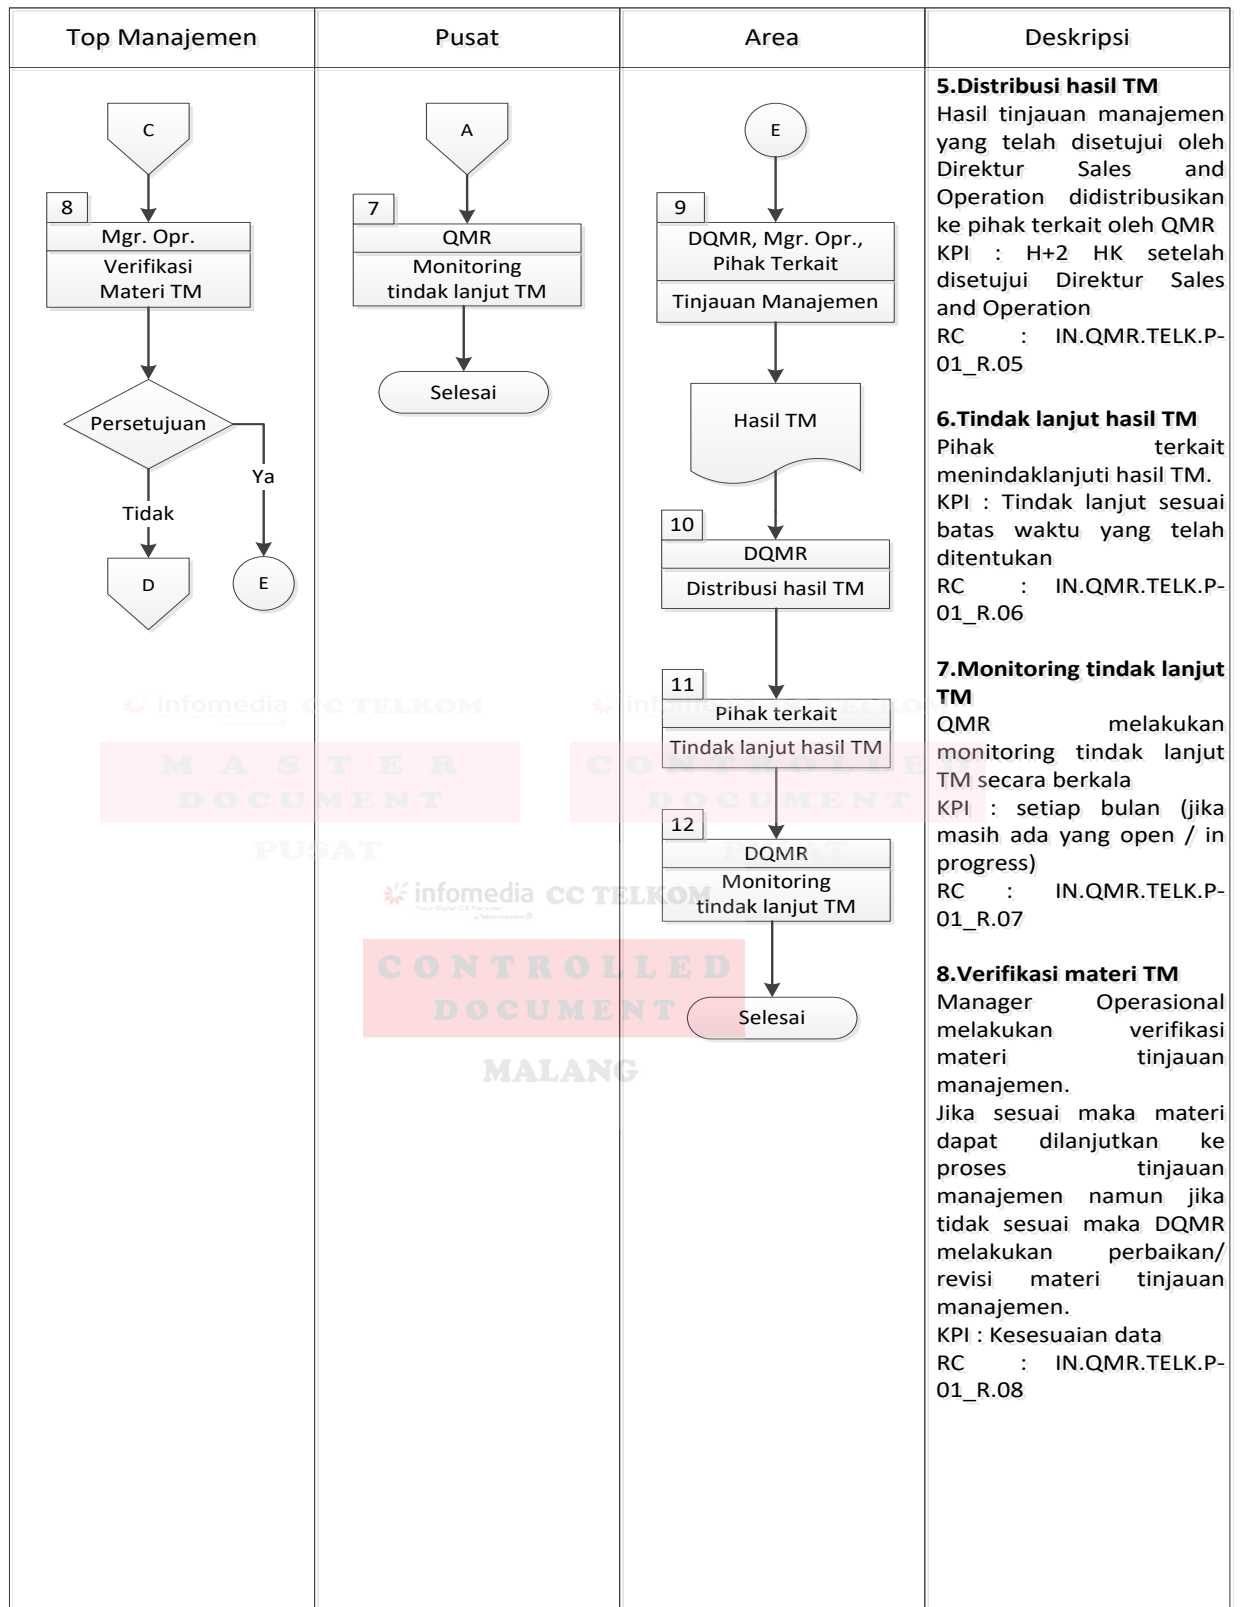 Top Manajemen
Pusat
Area
Deskripsi
C
8
Mgr. Opr.
Verifikasi
Materi TM
Persetujuan
Ya
Tidak
D
E
A
7
QMR
Monitoring
tindak lanjut TM
Selesai
E
9
DQMR, Mgr. Opr.,
Pihak Terkait
Tinjauan Manajemen
Hasil TM
10
DQMR
Distribusi hasil TM
11
Pihak terkait
Tindak lanjut hasil TM
12
DQMR
Monitoring
tindak lanjut TM
Selesai
5.Distribusi hasil TM
Hasil tinjauan manajemen
yang telah disetujui oleh
Direktur Sales and
Operation didistribusikan
ke pihak terkait oleh QMR
KPI : H+2 HK setelah
disetujui Direktur Sales
and Operation
RC : IN.QMR.TELK.P-
01_R.05
6.Tindak lanjut hasil TM
Pihak terkait
menindaklanjuti hasil TM.
KPI : Tindak lanjut sesuai
batas waktu yang telah
ditentukan
RC : IN.QMR.TELK.P-
01_R.06
7.Monitoring tindak lanjut
TM
QMR melakukan
monitoring tindak lanjut
TM secara berkala
KPI : setiap bulan (jika
masih ada yang open / in
progress)
RC : IN.QMR.TELK.P-
01_R.07
8.Verifikasi materi TM
Manager Operasional
melakukan verifikasi
materi tinjauan
manajemen.
Jika sesuai maka materi
dapat dilanjutkan ke
proses tinjauan
manajemen namun jika
tidak sesuai maka DQMR
melakukan perbaikan/
revisi materi tinjauan
manajemen.
KPI : Kesesuaian data
RC : IN.QMR.TELK.P-
01_R.08
infomedia CC TELKOM
MASTER
DOCUMENT
PUSAT
infomedia CC TELKOM
CONTROLLED
DOCUMENT
PUSAT
infomedia CC TELKOM
CONTROLLED
DOCUMENT
MALANG